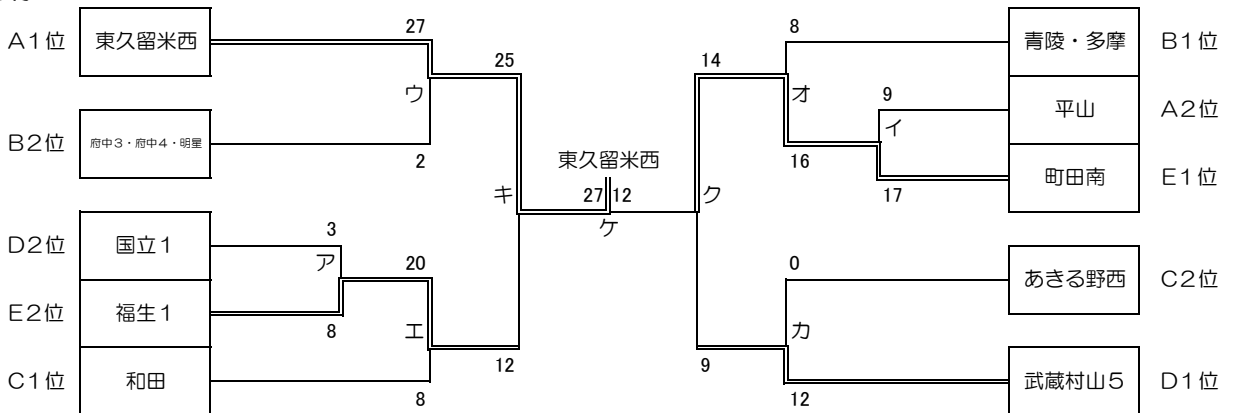 27 8
A1位 東久留米西 青陵・多摩 B1位
25 14
ウ オ 9 平山 A2位
B2位 府中3・府中4・明星 イ
2 東久留米西 16 町田南 E1位
キ 27 12 ク 17
ケ
D2位 国立1 3 0
ア 20 あきる野西 C2位
E2位 福生1 8 エ カ
12 9
C1位 和田 武蔵村山5 D1位
8 12